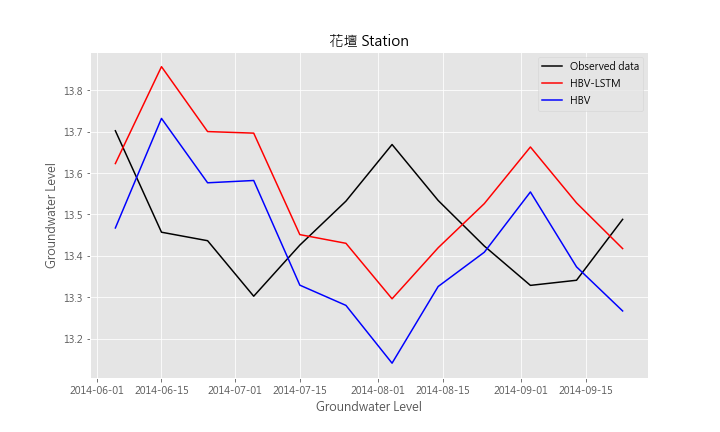 花壇 Station
Observed data
HBV-LSTM
HBV
Groundwater Level
13.8
13.7
13.6
13.5
13.4
13.3
13.2
2014-06-01 2014-06-15 2014-07-01 2014-07-15 2014-08-01 2014-08-15 2014-09-01 2014-09-15
Groundwater Level